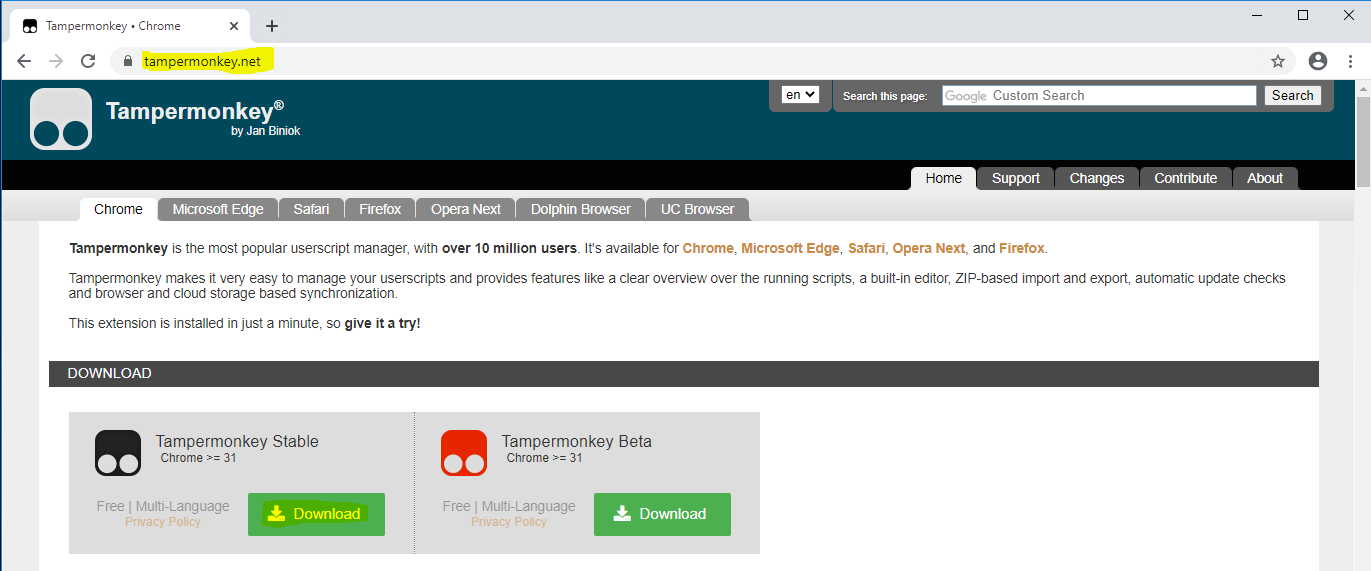 Tampermonkey • Chrome
tampermonkey.net
Tampermonkey®
by Jan Biniok
en
Search this page:
Google Custom Search
Search
Home
Support
Changes
Contribute
About
Chrome
Microsoft Edge
Safari
Firefox
Opera Next
Dolphin Browser
UC Browser
Tampermonkey is the most popular userscript manager, with over 10 million users. It's available for Chrome, Microsoft Edge, Safari, Opera Next, and Firefox.
Tampermonkey makes it very easy to manage your userscripts and provides features like a clear overview over the running scripts, a built-in editor, ZIP-based import and export, automatic update checks
and browser and cloud storage based synchronization.
This extension is installed in just a minute, so give it a try!
DOWNLOAD
Tampermonkey Stable
Chrome >= 31
Free | Multi-Language
Privacy Policy
Download
Tampermonkey Beta
Chrome >= 31
Free | Multi-Language
Privacy Policy
Download